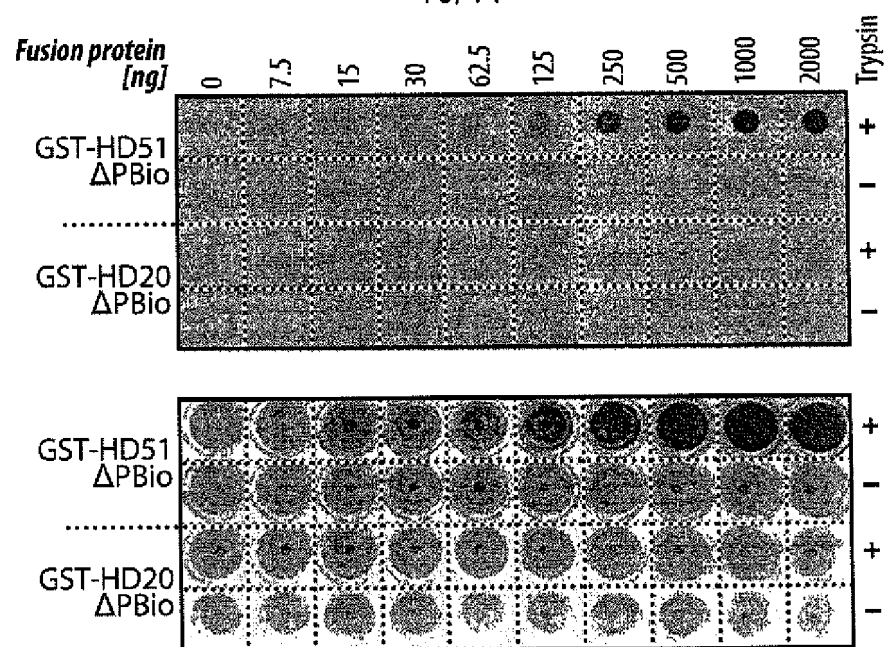 Fusion protein
[ng]
0 7.5 15 30 62.5 125 250 500 1000 2000 Trypsin
GST-HD51
ΔPBio
+
-
GST-HD20
ΔPBio
+
-
GST-HD51
ΔPBio
+
-
GST-HD20
ΔPBio
+
-